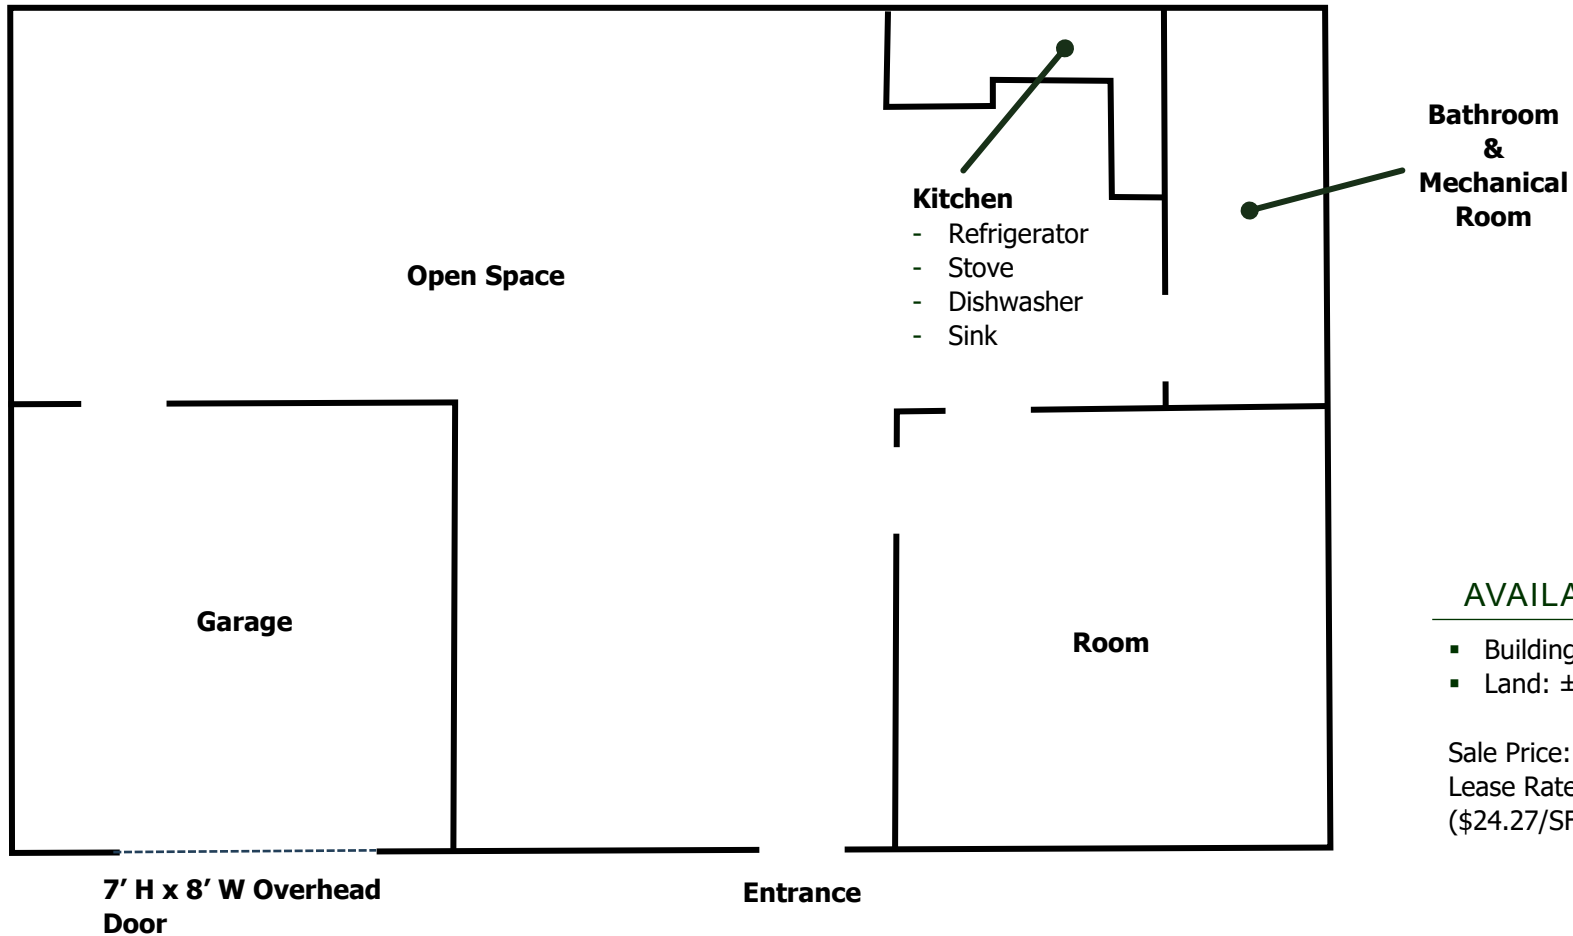 Bathroom
&
Mechanical
Room
Kitchen
- Refrigerator
- Stove
- Dishwasher
- Sink
Open Space
Garage
Room
7’ H x 8’ W Overhead
Door
Entrance
▪ Building
▪ Land: ±
Sale Price:
Lease Rate
($24.27/SF